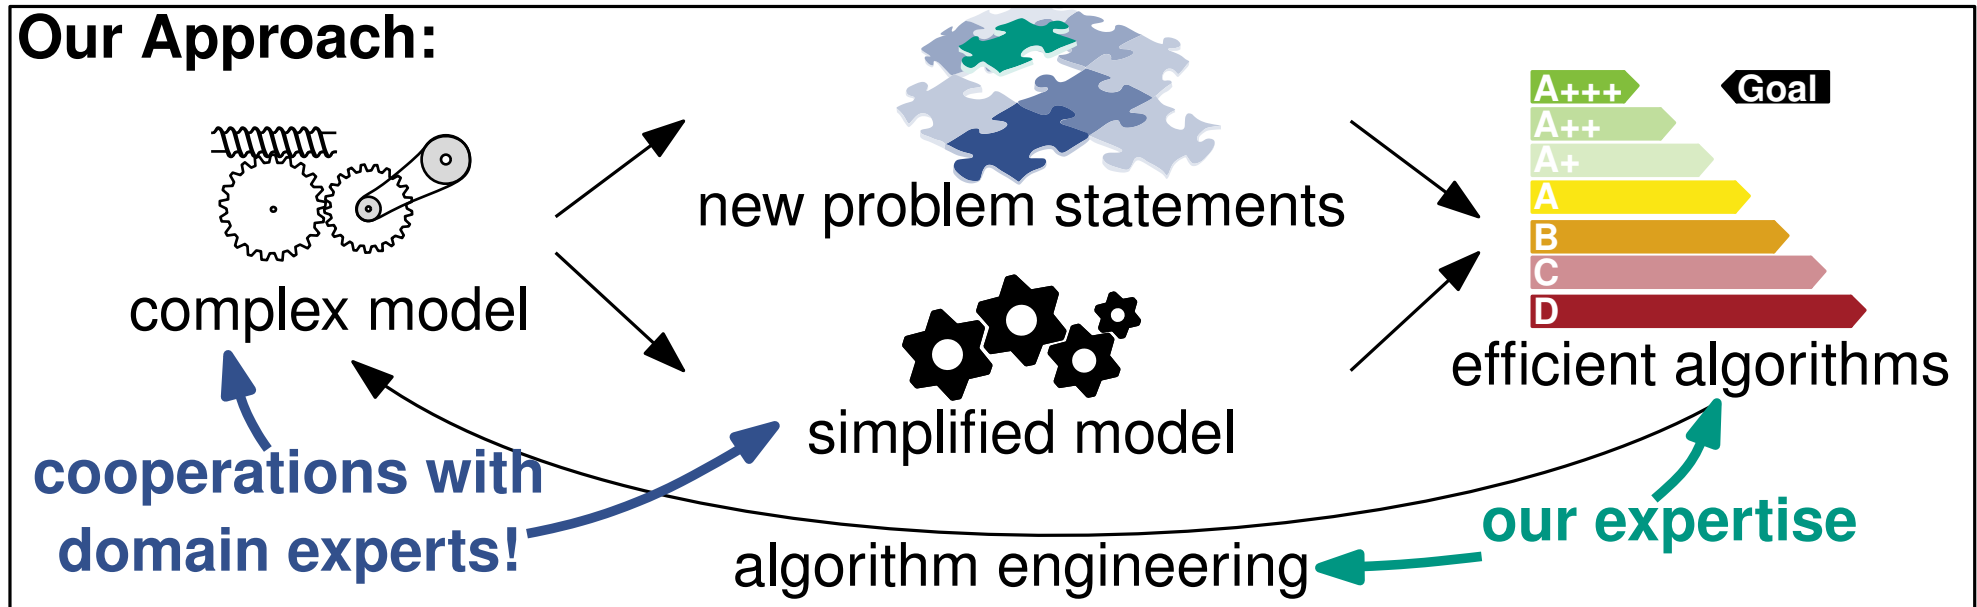 Our Approach:
new problem statements
complex model
simplified model
A+++
Goal
A++
A+
A
B
C
D
efficient algorithms
cooperations with
domain experts!
our expertise
algorithm engineering